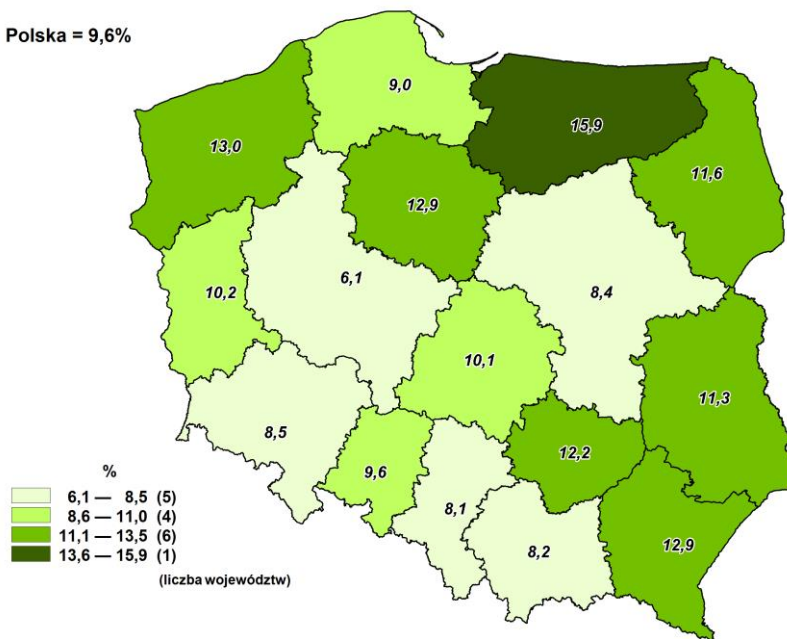 Polska = 9,6%
9,0
15,9
13,0
11,6
12,9
6,1
8,4
10,2
10,1
11,3
8,5
12,2
9,6
8,1
12,9
8,2
%
6,1 — 8,5 (5)
8,6 — 11,0 (4)
11,1 — 13,5 (6)
13,6 — 15,9 (1)
(liczba województw)